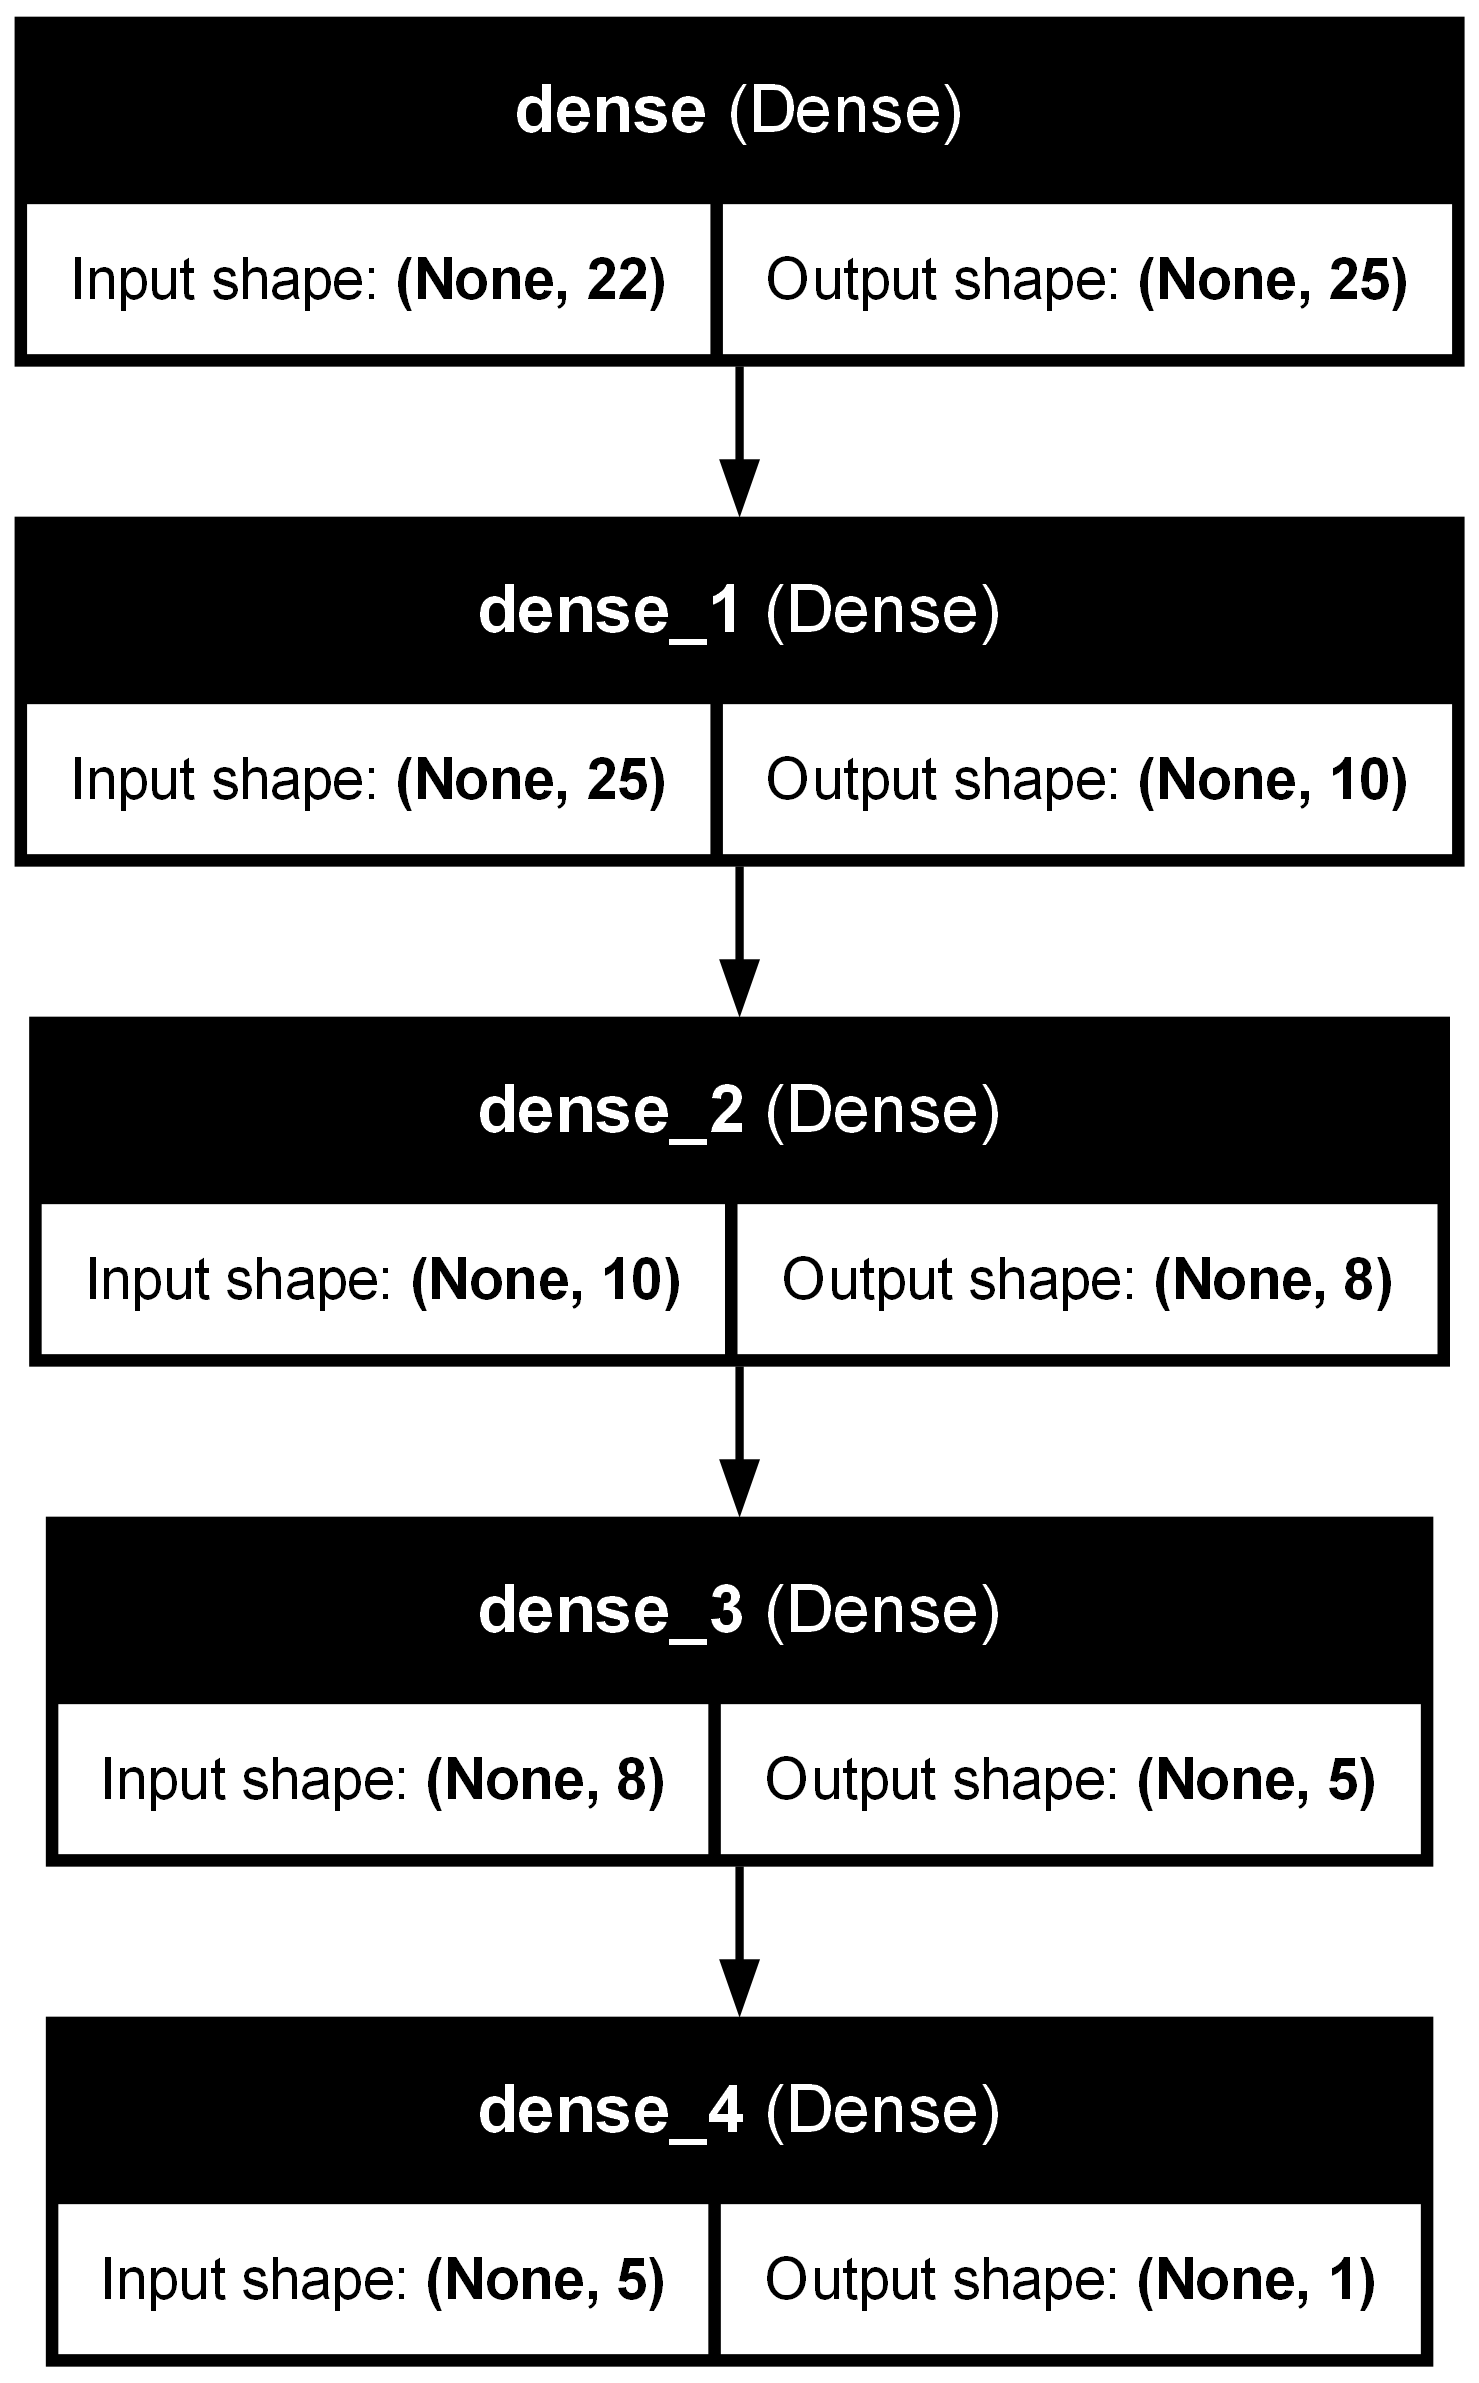 dense (Dense)
Input shape: (None, 22) Output shape: (None, 25)
dense_1 (Dense)
Input shape: (None, 25) Output shape: (None, 10)
dense_2 (Dense)
Input shape: (None, 10) Output shape: (None, 8)
dense_3 (Dense)
Input shape: (None, 8) Output shape: (None, 5)
dense_4 (Dense)
Input shape: (None, 5) Output shape: (None, 1)